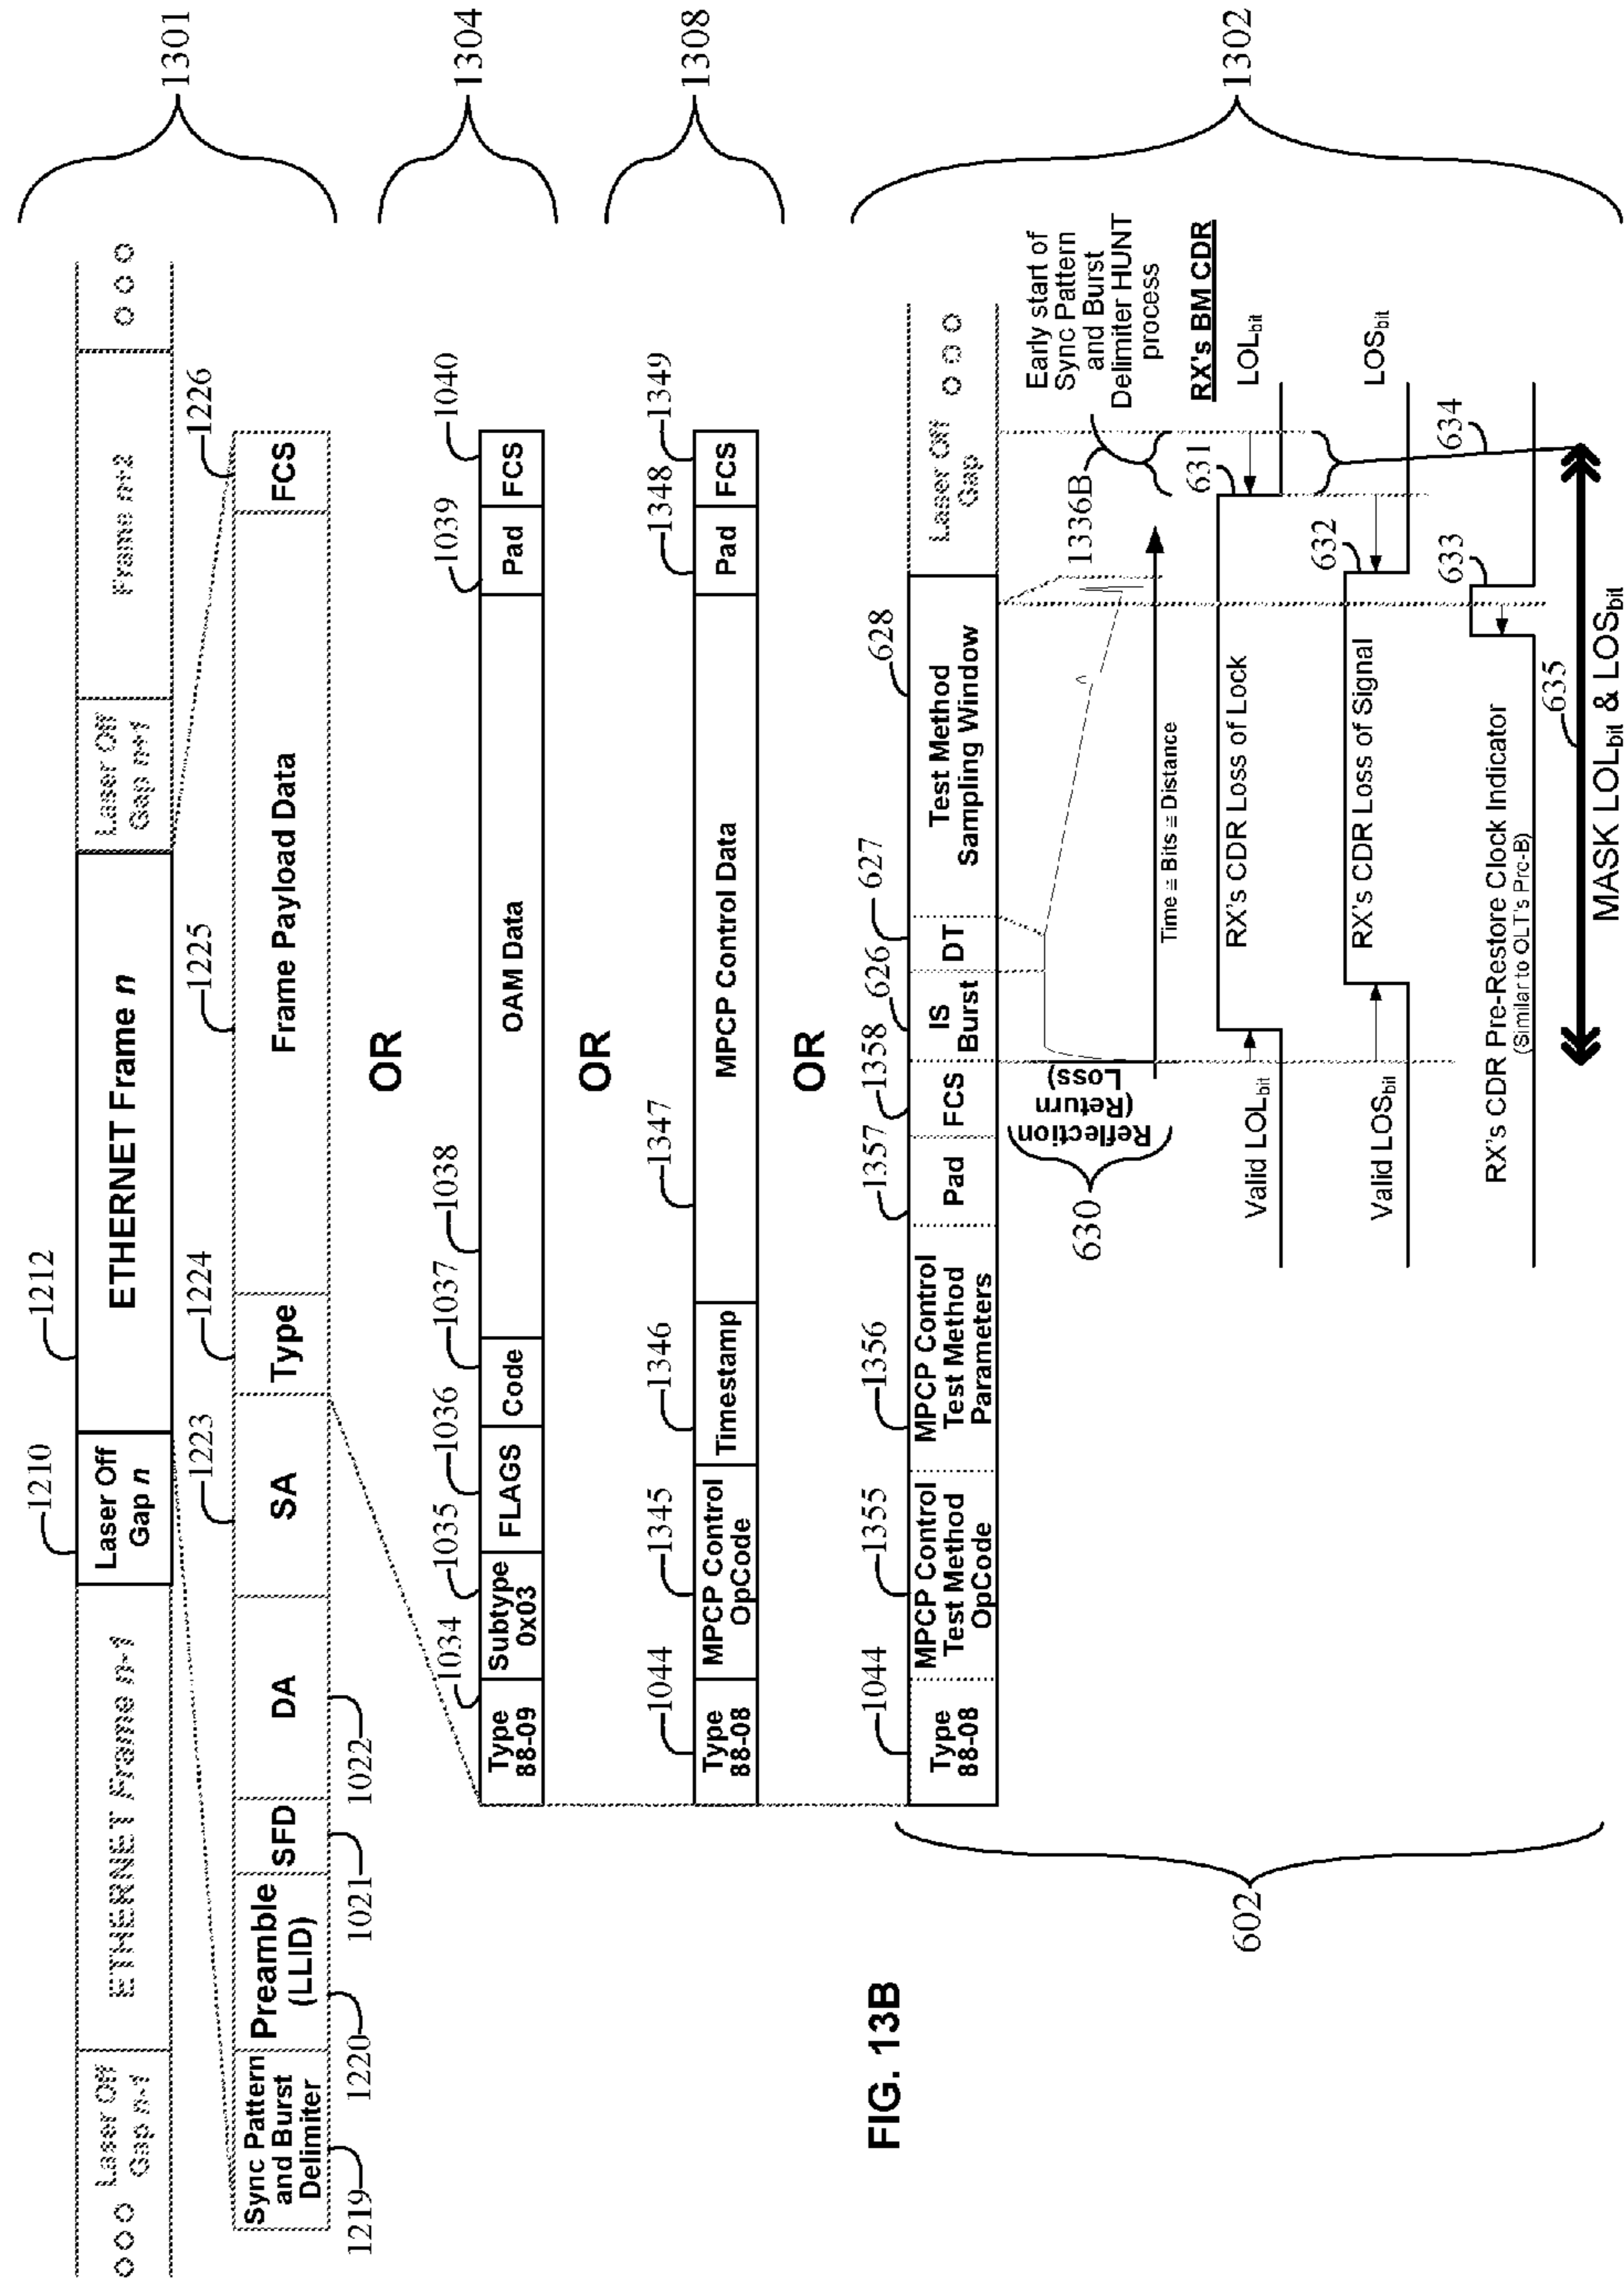 1210
1212
1301
Laser Off
Gap n-1
ETHERNET Frame n-1
Laser Off
Gap n
ETHERNET Frame n
Laser Off
Gap n+1
Frame n+2
1223
1224
1225
1226
Sync Pattern
and Burst
Delimiter
Preamble
(LLID)
SFD
DA
SA
Type
Frame Payload Data
FCS
1219
1220
1021
1022
OR
1034
1035
1036
1037
1038
1039
1040
1304
Type
88-09
Subtype
0x03
FLAGS
Code
OAM Data
Pad
FCS
OR
1044
1345
1346
1347
1348
1349
1308
Type
88-08
MPCP Control
OpCode
Timestamp
MPCP Control Data
Pad
FCS
OR
1044
1355
1356
1357
1358
626
627
628
Type
88-08
MPCP Control
Test Method
OpCode
MPCP Control
Test Method
Parameters
Pad
FCS
IS
Burst
DT
Test Method
Sampling Window
Laser Off
Gap
630
Reflection
(Return
Loss)
Time ≅ Bits ≅ Distance
1336B
Early start of
Sync Pattern
and Burst
Delimiter HUNT
process
RX's BM CDR
Valid LOLbit
RX's CDR Loss of Lock
631
LOLbit
Valid LOSbit
RX's CDR Loss of Signal
632
LOSbit
RX's CDR Pre-Restore Clock Indicator
(Similar to OLT's Prc-B)
633
634
635
MASK LOLbit & LOSbit
1302
602
FIG. 13B